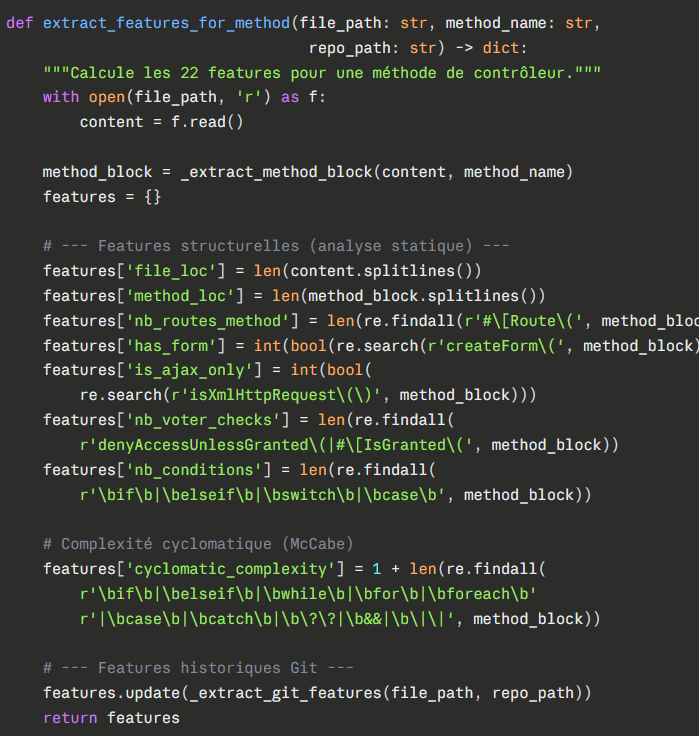 def extract_features_for_method(file_path: str, method_name: str,
                                repo_path: str) -> dict:
    """Calcule les 22 features pour une méthode de contrôleur."""
    with open(file_path, 'r') as f:
        content = f.read()

    method_block = _extract_method_block(content, method_name)
    features = {}

    # --- Features structurelles (analyse statique) ---
    features['file_loc'] = len(content.splitlines())
    features['method_loc'] = len(method_block.splitlines())
    features['nb_routes_method'] = len(re.findall(r'#\[Route\(', method_bloc
    features['has_form'] = int(bool(re.search(r'createForm\(', method_block)
    features['is_ajax_only'] = int(bool(
        re.search(r'isXmlHttpRequest\(\)', method_block)))
    features['nb_voter_checks'] = len(re.findall(
        r'denyAccessUnlessGranted\(|#\[IsGranted\(', method_block))
    features['nb_conditions'] = len(re.findall(
        r'\bif\b|\belseif\b|\bswitch\b|\bcase\b', method_block))

    # Complexité cyclomatique (McCabe)
    features['cyclomatic_complexity'] = 1 + len(re.findall(
        r'\bif\b|\belseif\b|\bwhile\b|\bfor\b|\bforeach\b'
        r'|\bcase\b|\bcatch\b|\b\?\?|\b&&|\b\|\|', method_block))

    # --- Features historiques Git ---
    features.update(_extract_git_features(file_path, repo_path))
    return features